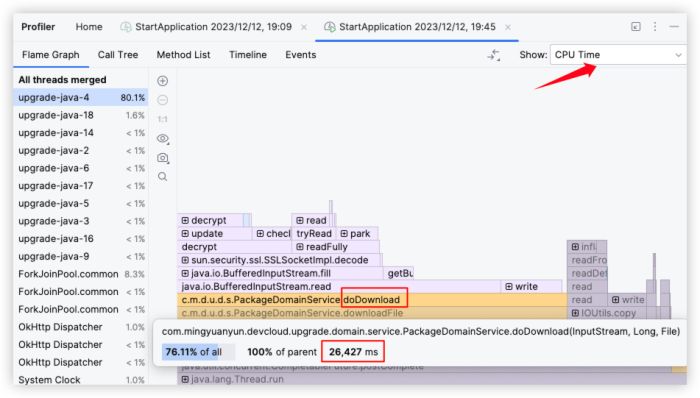 Profiler Home StartApplication 2023/12/12, 19:09 StartApplication 2023/12/12, 19:45
Flame Graph Call Tree Method List Timeline Events Show: CPU Time
All threads merged
upgrade-java-4 80.1%
upgrade-java-18 1.6%
upgrade-java-14 < 1%
upgrade-java-2 < 1%
upgrade-java-6 < 1%
upgrade-java-17 < 1%
upgrade-java-5 < 1%
upgrade-java-3 < 1%
upgrade-java-16 < 1%
upgrade-java-9 < 1%
ForkJoinPool.common 8.3%
ForkJoinPool.common < 1%
OkHttp Dispatcher 1.0%
OkHttp Dispatcher < 1%
System Clock 1.0%
1:1
decrypt read
update checl tryRead park
decrypt readFully infl
sun.security.ssl.SSLSocketImpl.decode readFro
java.io.BufferedInputStream.fill getBu readDef
java.io.BufferedInputStream.read write read
c.m.d.u.d.s.PackageDomainService.doDownload read write
c.m.d.u.d.s.PackageDomainService.downloadFile IOUtils.copy
com.mingyuanyun.devcloud.upgrade.domain.service.PackageDomainService.doDownload(InputStream, Long, File)
76.11% of all 100% of parent 26,427 ms
java.util.concurrent.CompletableFuture.postComplete
java.lang.Thread.run